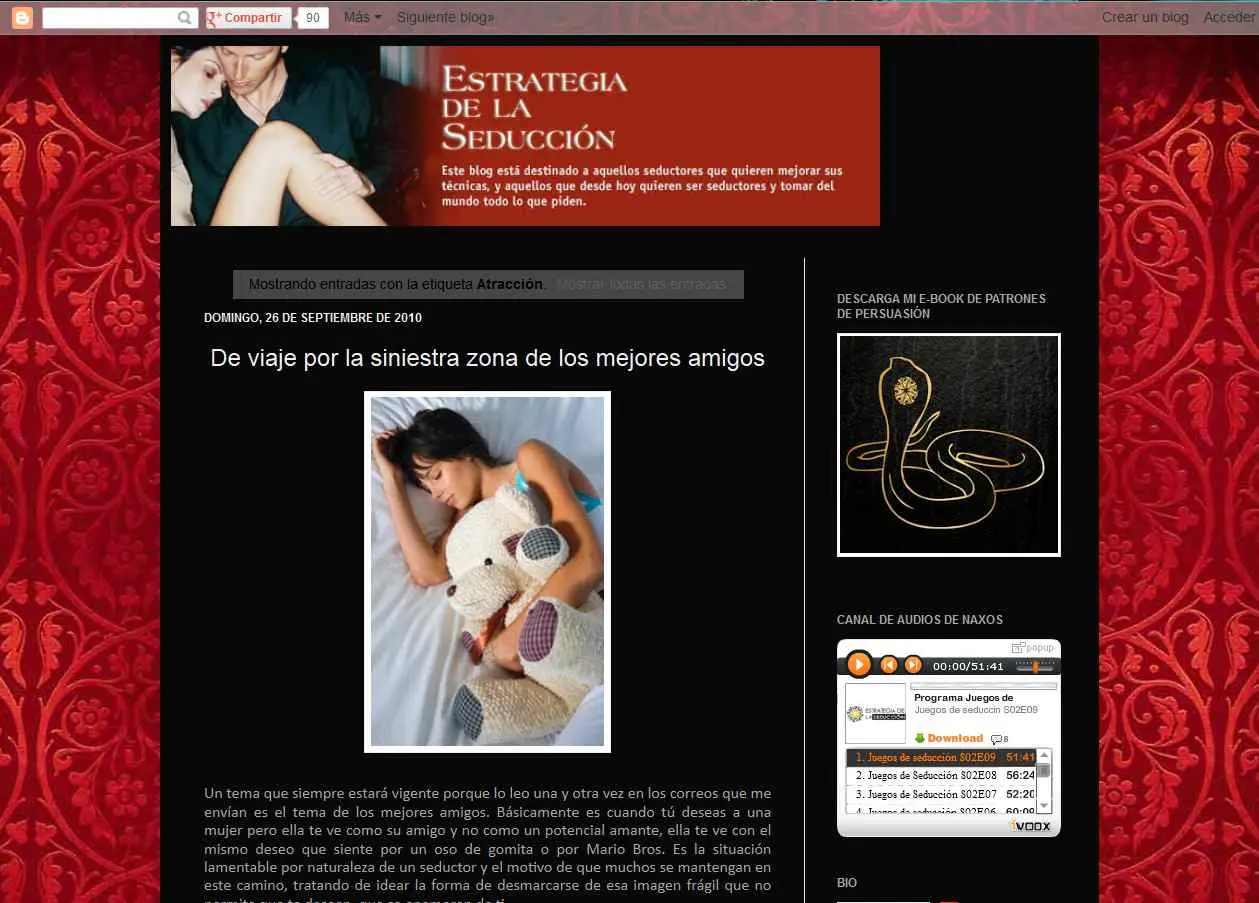 Compartir 90 Más Siguiente blog» Crear un blog Acceder
ESTRATEGIA
DE LA
SEDUCCIÓN
Este blog está destinado a aquellos seductores que quieren mejorar sus
técnicas, y aquellos que desde hoy quieren ser seductores y tomar del
mundo todo lo que piden.
Mostrando entradas con la etiqueta Atracción. Mostrar todas las entradas
DOMINGO, 26 DE SEPTIEMBRE DE 2010
De viaje por la siniestra zona de los mejores amigos
Un tema que siempre estará vigente porque lo leo una y otra vez en los correos que me
envían es el tema de los mejores amigos. Básicamente es cuando tú deseas a una
mujer pero ella te ve como su amigo y no como un potencial amante, ella te ve con el
mismo deseo que siente por un oso de gomita o por Mario Bros. Es la situación
lamentable por naturaleza de un seductor y el motivo de que muchos se mantengan en
este camino, tratando de idear la forma de desmarcarse de esa imagen frágil que no
DESCARGA MI E-BOOK DE PATRONES
DE PERSUASIÓN
CANAL DE AUDIOS DE NAXOS
popup
00:00/51:41
Programa Juegos de
Juegos de seduccin S02E09
ESTRATEGIA DE
LA SEDUCCIÓN
Download 8
1. Juegos de seducción S02E09 51:41
2. Juegos de Seducción S02E08 56:24
3. Juegos de Seducción S02E07 52:20
4. Juegos de Seducción S02E06 60:09
iVOOX
BIO